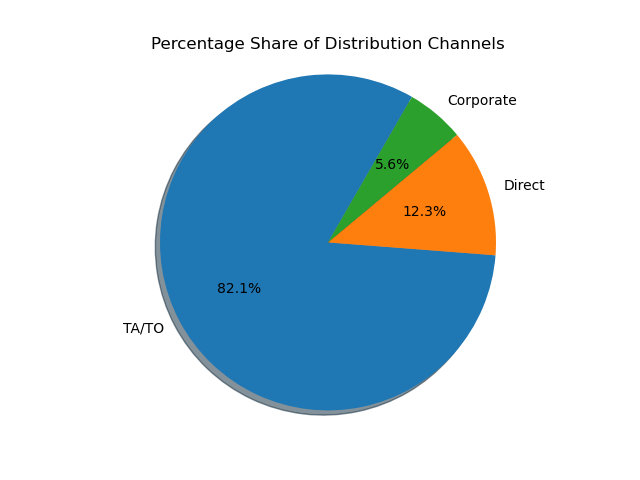 Percentage Share of Distribution Channels
Corporate
5.6%
Direct
12.3%
82.1%
TA/TO